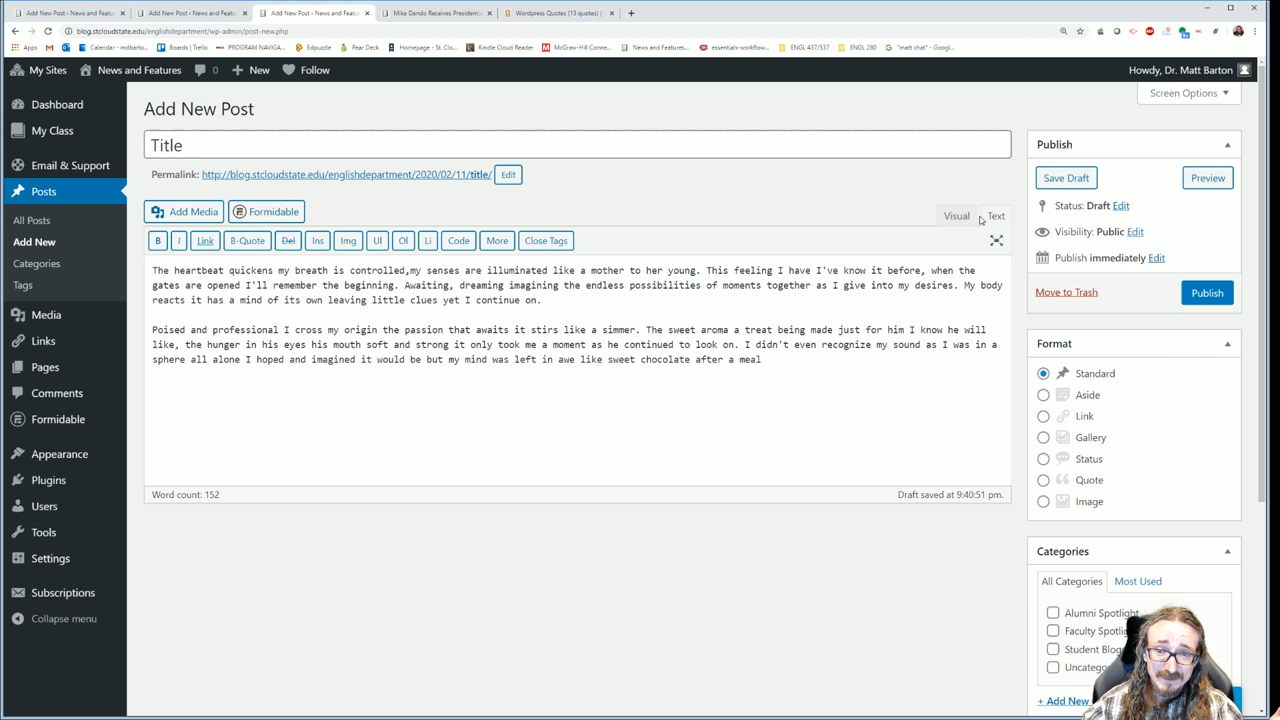 Add New Post ‹ News and Featu × Add New Post ‹ News and Featu × Add New Post ‹ News and Featu × Mike Dando Receives Presidenti × Wordpress Quotes (13 quotes) | × +
blog.stcloudstate.edu/englishdepartment/wp-admin/post-new.php
Apps M Calendar - mdbarto... Boards | Trello PROGRAM NAVIGA... Edpuzzle Pear Deck Homepage - St. Clo... Kindle Cloud Reader McGraw-Hill Conne... News and Features... essentials-workflow... ENGL 437/537 ENGL 280 "matt chat" - Googl...
My Sites News and Features 0 + New Follow Howdy, Dr. Matt Barton
Screen Options
Dashboard
My Class
Email & Support
Posts
All Posts
Add New
Categories
Tags
Media
Links
Pages
Comments
Formidable
Appearance
Plugins
Users
Tools
Settings
Subscriptions
Collapse menu
Add New Post
Title
Permalink: http://blog.stcloudstate.edu/englishdepartment/2020/02/11/title/ Edit
Add Media Formidable Visual Text
B I Link B-Quote Del Ins Img Ul Ol Li Code More Close Tags
The heartbeat quickens my breath is controlled,my senses are illuminated like a mother to her young. This feeling I have I've know it before, when the
gates are opened I'll remember the beginning. Awaiting, dreaming imagining the endless possibilities of moments together as I give into my desires. My body
reacts it has a mind of its own leaving little clues yet I continue on.
Poised and professional I cross my origin the passion that awaits it stirs like a simmer. The sweet aroma a treat being made just for him I know he will
like, the hunger in his eyes his mouth soft and strong it only took me a moment as he continued to look on. I didn't even recognize my sound as I was in a
sphere all alone I hoped and imagined it would be but my mind was left in awe like sweet chocolate after a meal
Word count: 152 Draft saved at 9:40:51 pm.
Publish
Save Draft Preview
Status: Draft Edit
Visibility: Public Edit
Publish immediately Edit
Move to Trash Publish
Format
Standard
Aside
Link
Gallery
Status
Quote
Image
Categories
All Categories Most Used
Alumni Spotlight
Faculty Spotli
Student Blog
Uncatego
+ Add New